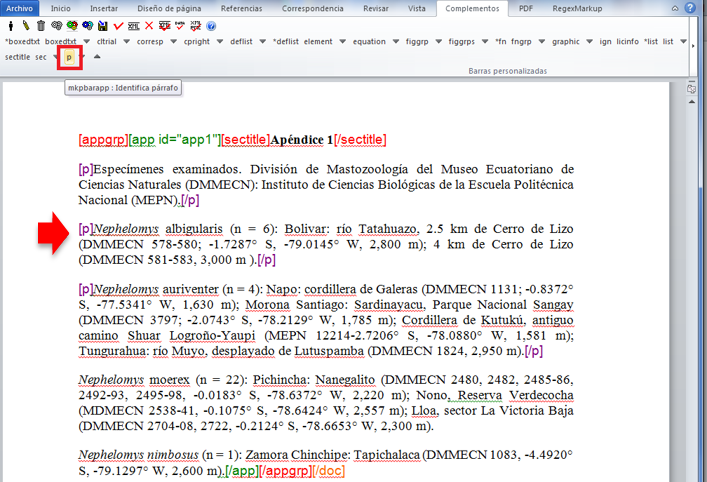 Archivo Inicio Insertar Diseño de página Referencias Correspondencia Revisar Vista Complementos PDF RegexMarkup
*boxedtxt boxedtxt citrial corresp cpright deflist *deflist element equation figgrp figgrps *fn fngrp graphic ign licinfo *list list
sectitle sec p
Barras personalizadas
mkpbarapp : Identifica párrafo
[appgrp][app id="app1"][sectitle]Apéndice 1[/sectitle]
[p]Especímenes examinados. División de Mastozoología del Museo Ecuatoriano de
Ciencias Naturales (DMMECN): Instituto de Ciencias Biológicas de la Escuela Politécnica
Nacional (MEPN).[/p]
[p]Nephelomys albigularis (n = 6): Bolivar: río Tatahuazo, 2.5 km de Cerro de Lizo
(DMMECN 578-580; -1.7287° S, -79.0145° W, 2,800 m); 4 km de Cerro de Lizo
(DMMECN 581-583, 3,000 m ).[/p]
[p]Nephelomys auriventer (n = 4): Napo: cordillera de Galeras (DMMECN 1131; -0.8372°
S, -77.5341° W, 1,630 m); Morona Santiago: Sardinayacu, Parque Nacional Sangay
(DMMECN 3797; -2.0743° S, -78.2129° W, 1,785 m); Cordillera de Kutukú, antiguo
camino Shuar Logroño-Yaupi (MEPN 12214-2.7206° S, -78.0880° W, 1,581 m);
Tungurahua: río Muyo, desplayado de Lutuspamba (DMMECN 1824, 2,950 m).[/p]
Nephelomys moerex (n = 22): Pichincha: Nanegalito (DMMECN 2480, 2482, 2485-86,
2492-93, 2495-98, -0.0183° S, -78.6372° W, 2,220 m); Nono, Reserva Verdecocha
(MDMECN 2538-41, -0.1075° S, -78.6424° W, 2,557 m); Lloa, sector La Victoria Baja
(DMMECN 2704-08, 2722, -0.2124° S, -78.6653° W, 2,300 m).
Nephelomys nimbosus (n = 1): Zamora Chinchipe: Tapichalaca (DMMECN 1083, -4.4920°
S, -79.1297° W, 2,600 m).[/app][/appgrp][/doc]